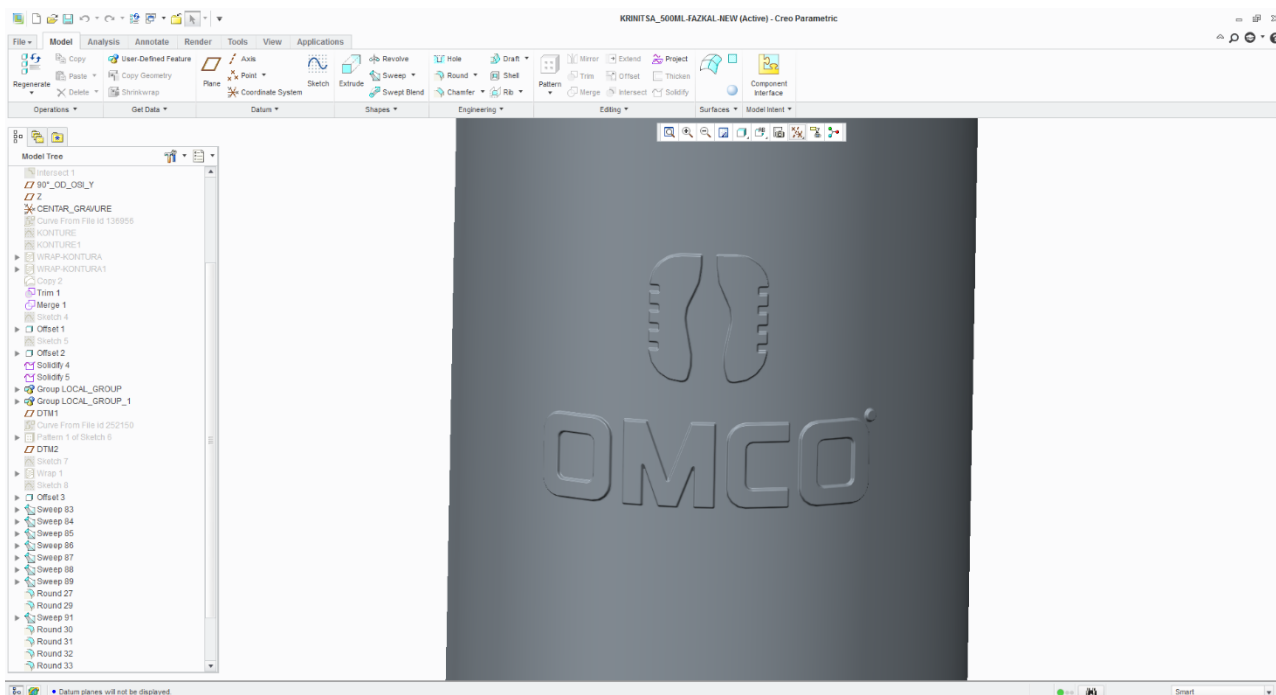 KRINITSA_500ML-FAZKAL-NEW (Active) - Creo Parametric
File Model Analysis Annotate Render Tools View Applications
Regenerate
Copy
Paste
Delete
User-Defined Feature
Copy Geometry
Shrinkwrap
Plane
Axis
Point
Coordinate System
Sketch
Extrude
Revolve
Sweep
Swept Blend
Hole
Round
Chamfer
Draft
Shell
Rib
Pattern
Mirror
Trim
Merge
Extend
Offset
Intersect
Project
Thicken
Solidify
Component
Interface
Operations Get Data Datum Shapes Engineering Editing Surfaces Model Intent
Model Tree
Intersect 1
90°_OD_OSI_Y
Z
CENTAR_GRAVURE
Curve From File id 136956
KONTURE
KONTURE1
WRAP-KONTURA
WRAP-KONTURA1
Copy 2
Trim 1
Merge 1
Sketch 4
Offset 1
Sketch 5
Offset 2
Solidify 4
Solidify 5
Group LOCAL_GROUP
Group LOCAL_GROUP_1
DTM1
Curve From File id 252150
Pattern 1 of Sketch 6
DTM2
Sketch 7
Wrap 1
Sketch 8
Offset 3
Sweep 83
Sweep 84
Sweep 85
Sweep 86
Sweep 87
Sweep 88
Sweep 89
Round 27
Round 29
Sweep 91
Round 30
Round 31
Round 32
Round 33
OMCO
Datum planes will not be displayed.
Smart